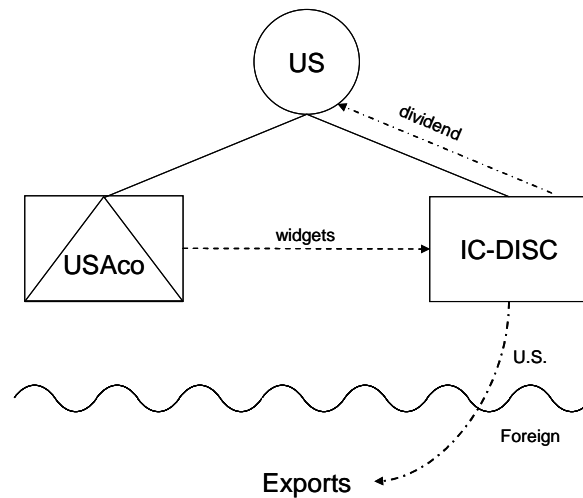 US
dividend
USAco
widgets
IC-DISC
U.S.
Foreign
Exports